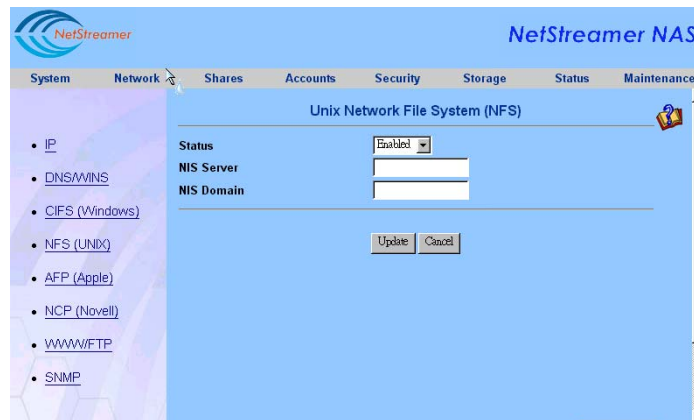 NetStreamer
NetStreamer NAS
System Network Shares Accounts Security Storage Status Maintenance
Unix Network File System (NFS)
IP
DNS/WINS
CIFS (Windows)
NFS (UNIX)
AFP (Apple)
NCP (Novell)
WWW/FTP
SNMP
Status Enabled
NIS Server
NIS Domain
Update Cancel